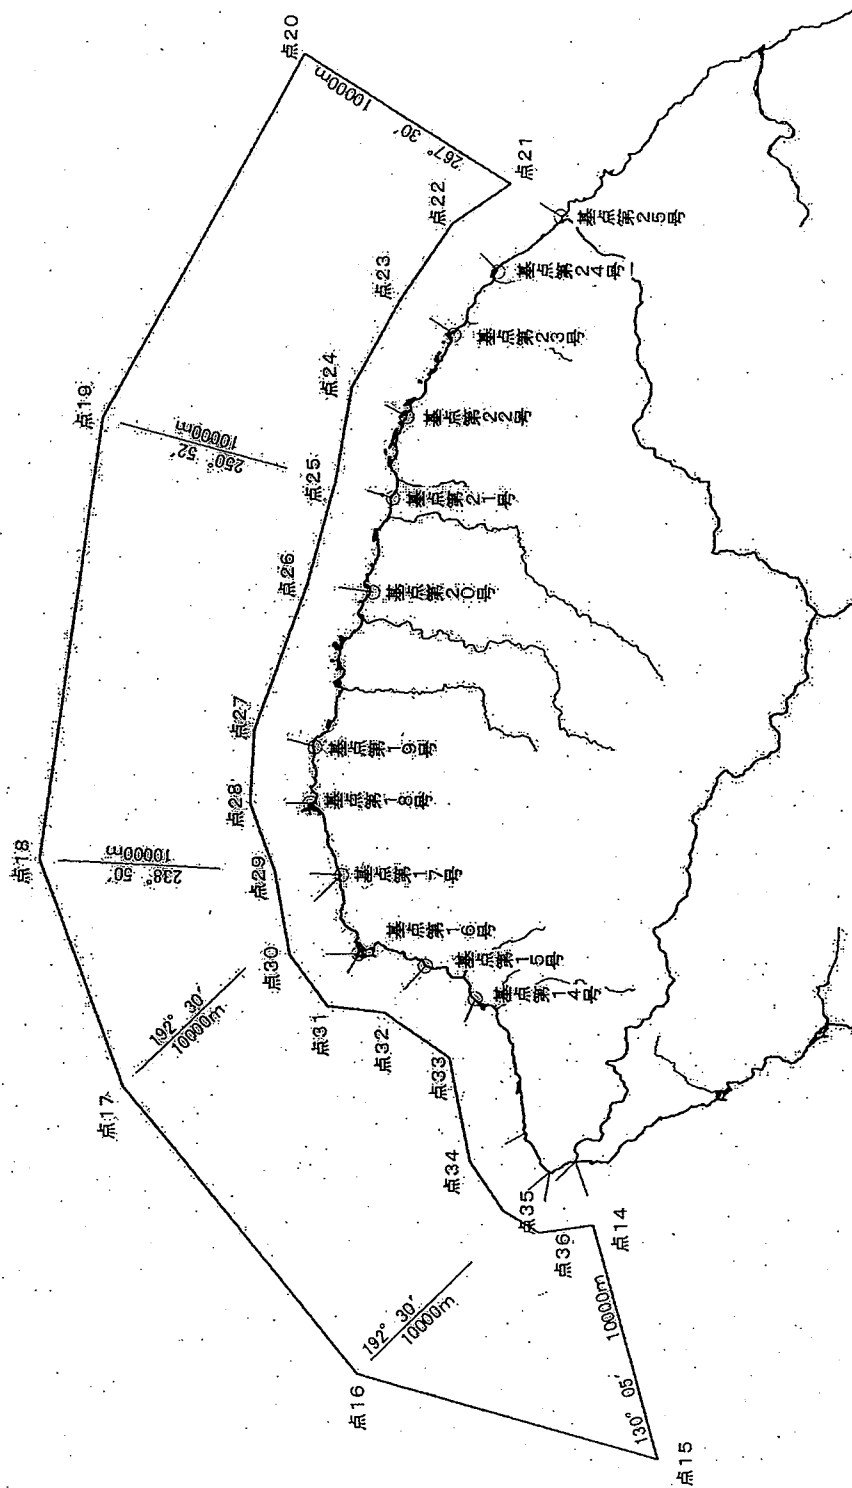 点14
点15
点16
点17
点18
点19
点20
点21
点22
点23
点24
点25
点26
点27
点28
点29
点30
点31
点32
点33
点34
点35
点36
130° 05′
10000m
192° 30′
10000m
192° 30′
10000m
238° 50′
10000m
250° 52′
10000m
267° 30′
10000m
基点第14号
基点第15号
基点第16号
基点第17号
基点第18号
基点第19号
基点第20号
基点第21号
基点第22号
基点第23号
基点第24号
基点第25号